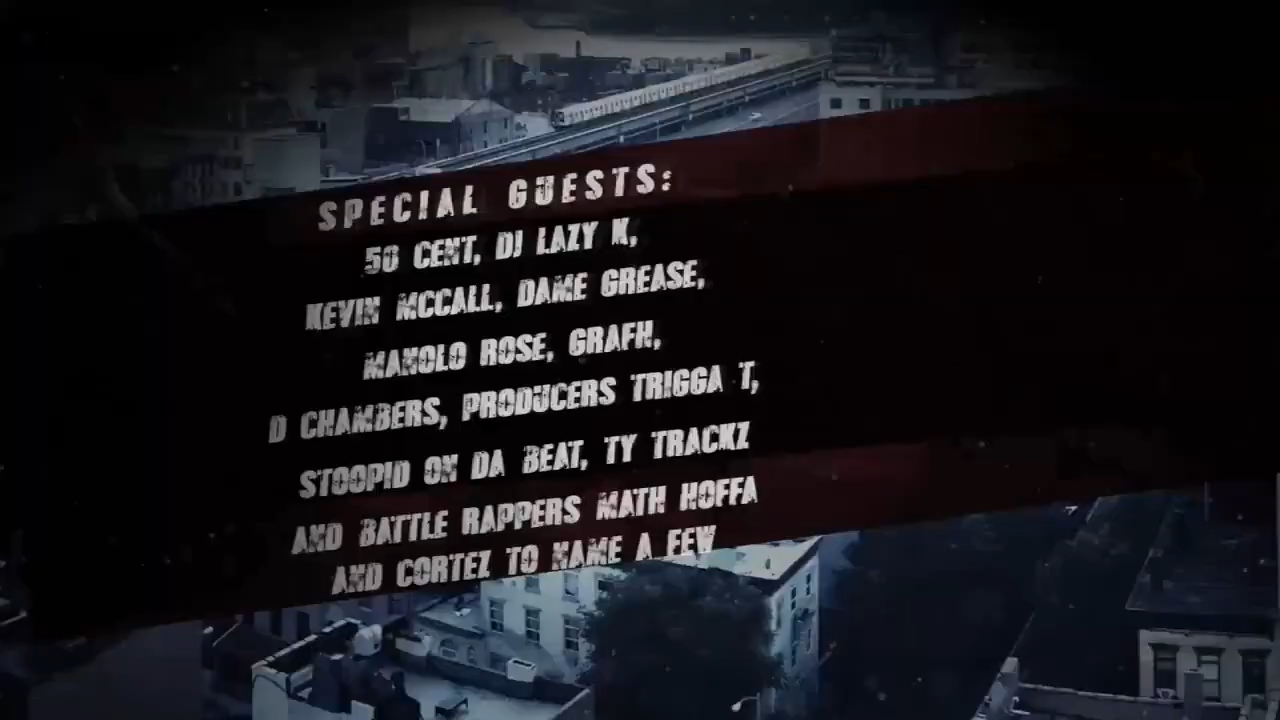 SPECIAL GUESTS:
50 CENT, DJ LAZY K,
KEVIN MCCALL, DAME GREASE,
MANOLO ROSE, GRAFH,
D CHAMBERS, PRODUCERS TRIGGA T,
STOOPID ON DA BEAT, TY TRACKZ
AND BATTLE RAPPERS MATH HOFFA
AND CORTEZ TO NAME A FEW